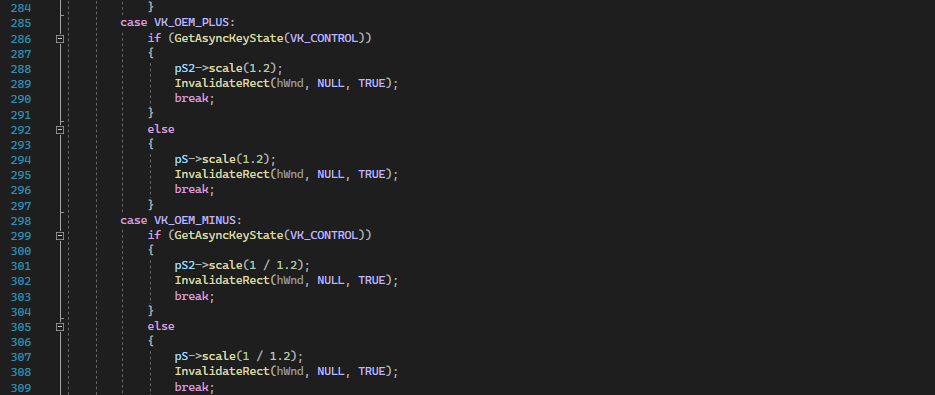 284 }
285 case VK_OEM_PLUS:
286 if (GetAsyncKeyState(VK_CONTROL))
287 {
288 pS2->scale(1.2);
289 InvalidateRect(hWnd, NULL, TRUE);
290 break;
291 }
292 else
293 {
294 pS->scale(1.2);
295 InvalidateRect(hWnd, NULL, TRUE);
296 break;
297 }
298 case VK_OEM_MINUS:
299 if (GetAsyncKeyState(VK_CONTROL))
300 {
301 pS2->scale(1 / 1.2);
302 InvalidateRect(hWnd, NULL, TRUE);
303 break;
304 }
305 else
306 {
307 pS->scale(1 / 1.2);
308 InvalidateRect(hWnd, NULL, TRUE);
309 break;